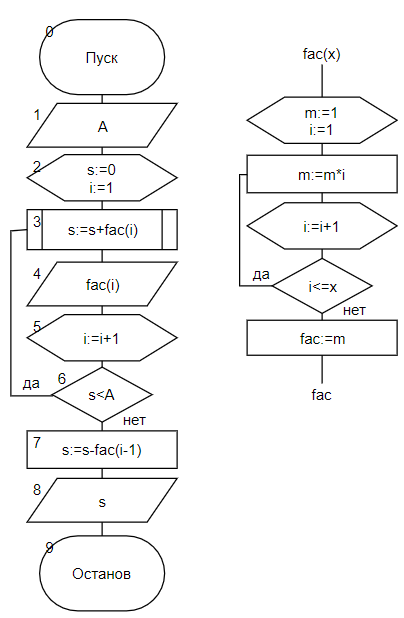 0
Пуск
1
A
2
s:=0
i:=1
3
s:=s+fac(i)
4
fac(i)
5
i:=i+1
6
да
s<A
нет
7
s:=s-fac(i-1)
8
s
9
Останов
fac(x)
m:=1
i:=1
m:=m*i
i:=i+1
да
i<=x
нет
fac:=m
fac